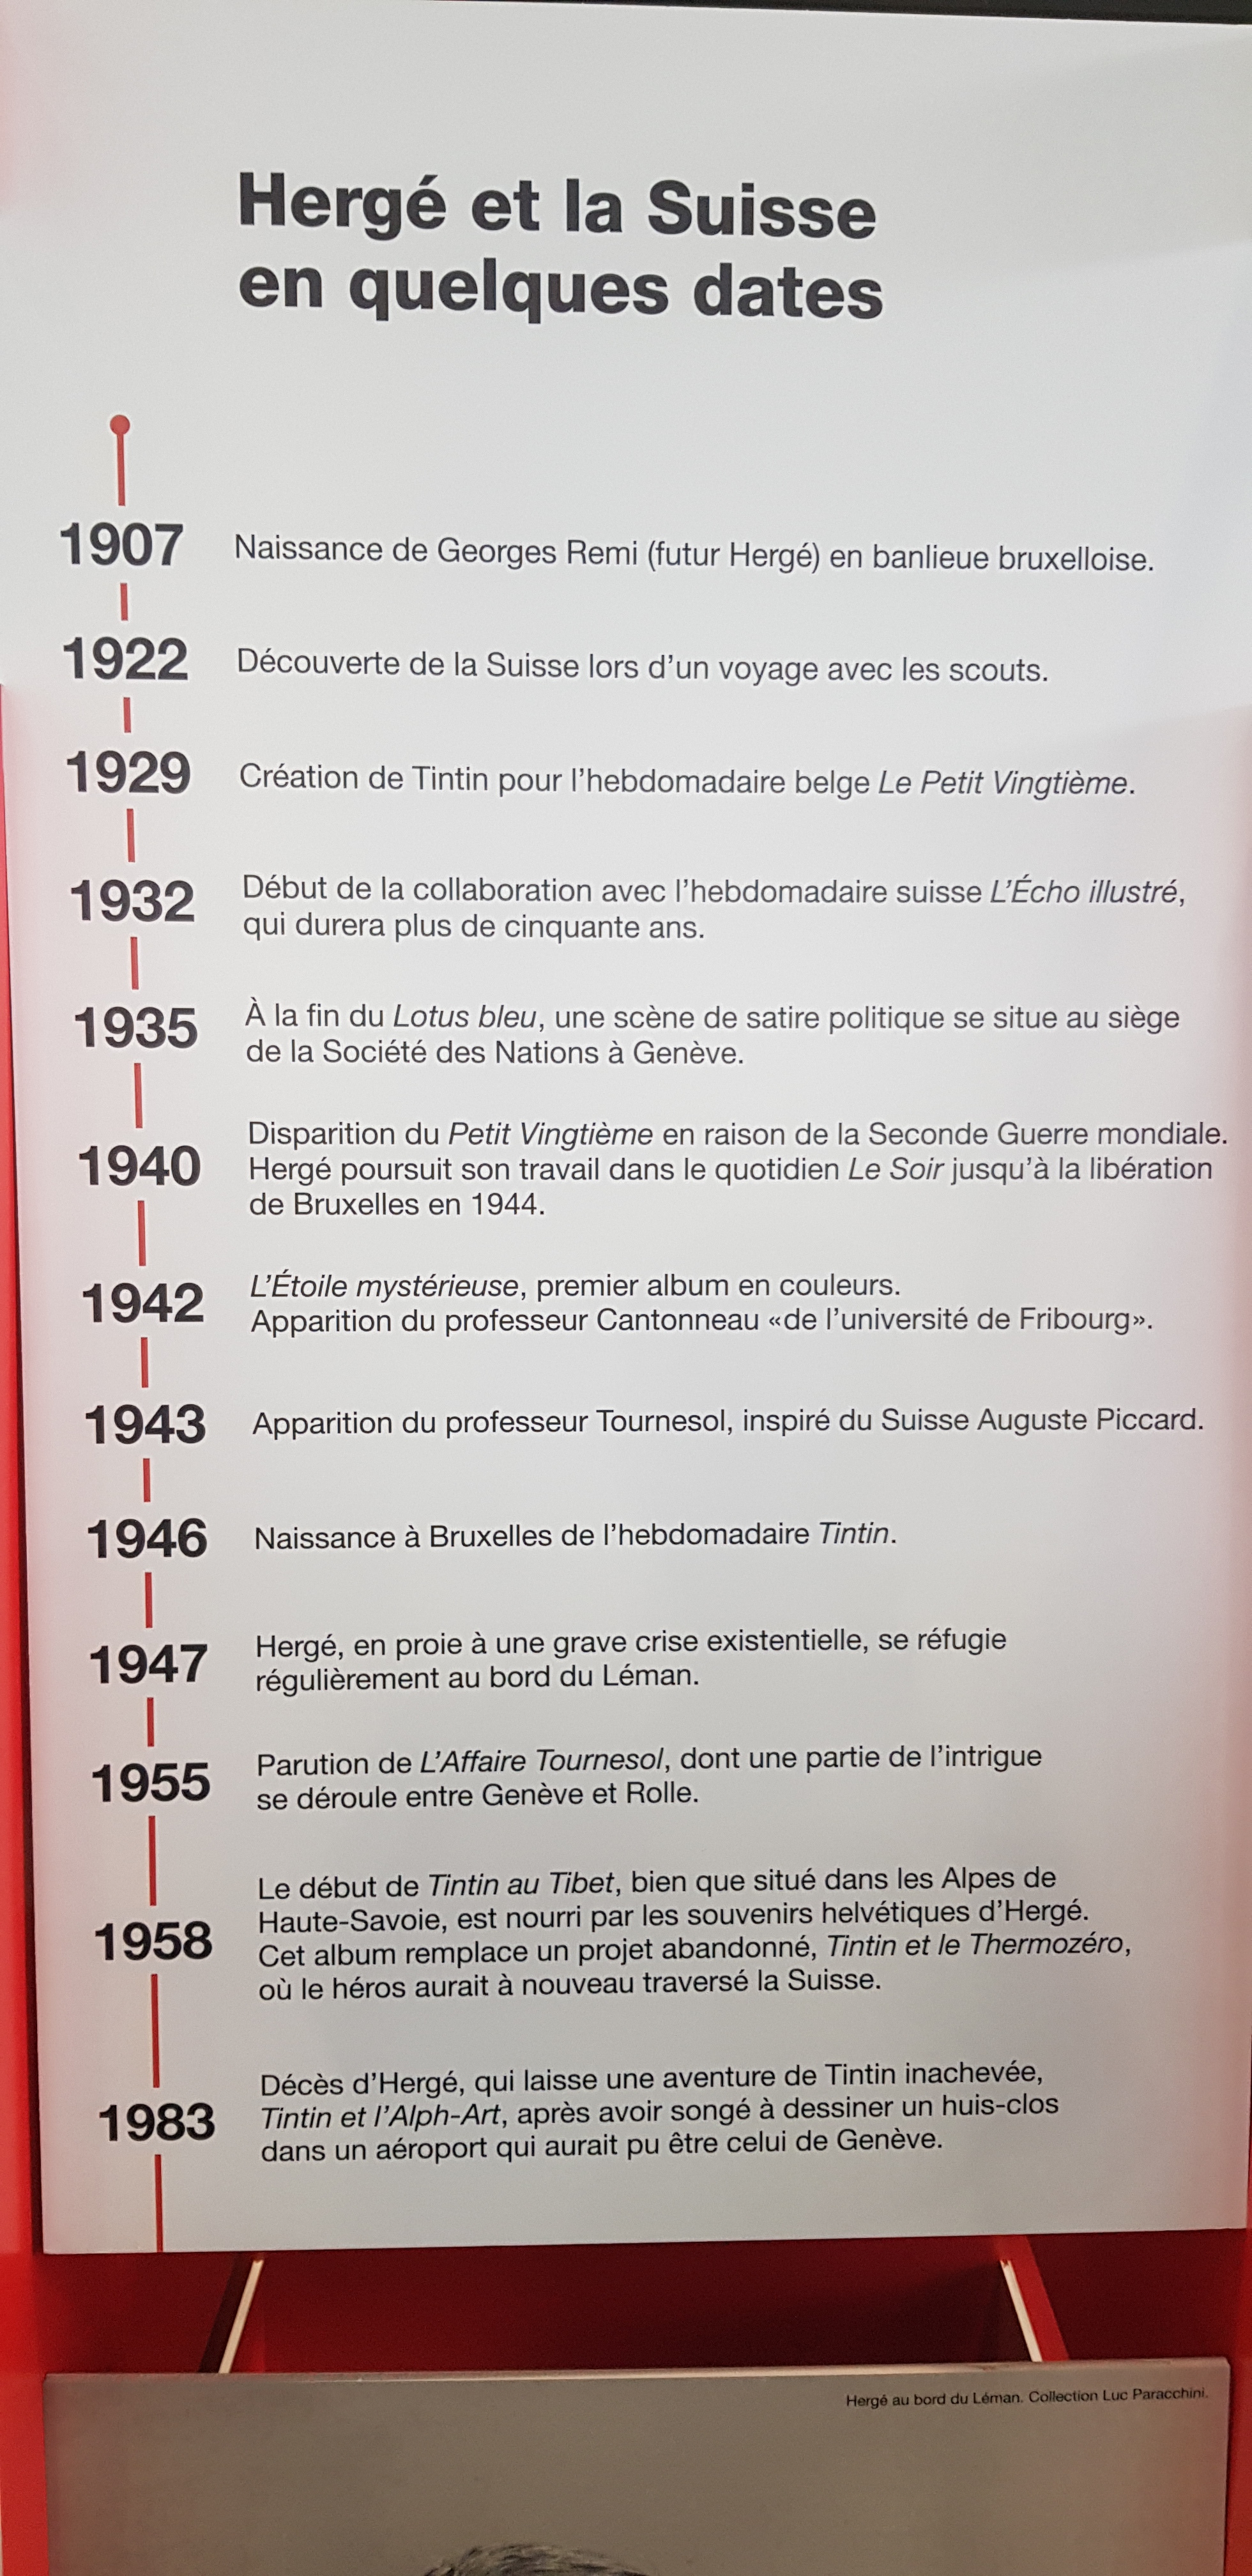 Hergé et la Suisse
en quelques dates
1907 Naissance de Georges Remi (futur Hergé) en banlieue bruxelloise.
1922 Découverte de la Suisse lors d'un voyage avec les scouts.
1929 Création de Tintin pour l'hebdomadaire belge Le Petit Vingtième.
1932 Début de la collaboration avec l'hebdomadaire suisse L'Écho illustré,
qui durera plus de cinquante ans.
1935 À la fin du Lotus bleu, une scène de satire politique se situe au siège
de la Société des Nations à Genève.
1940 Disparition du Petit Vingtième en raison de la Seconde Guerre mondiale.
Hergé poursuit son travail dans le quotidien Le Soir jusqu'à la libération
de Bruxelles en 1944.
1942 L'Étoile mystérieuse, premier album en couleurs.
Apparition du professeur Cantonneau «de l'université de Fribourg».
1943 Apparition du professeur Tournesol, inspiré du Suisse Auguste Piccard.
1946 Naissance à Bruxelles de l'hebdomadaire Tintin.
1947 Hergé, en proie à une grave crise existentielle, se réfugie
régulièrement au bord du Léman.
1955 Parution de L'Affaire Tournesol, dont une partie de l'intrigue
se déroule entre Genève et Rolle.
1958 Le début de Tintin au Tibet, bien que situé dans les Alpes de
Haute-Savoie, est nourri par les souvenirs helvétiques d'Hergé.
Cet album remplace un projet abandonné, Tintin et le Thermozéro,
où le héros aurait à nouveau traversé la Suisse.
1983 Décès d'Hergé, qui laisse une aventure de Tintin inachevée,
Tintin et l'Alph-Art, après avoir songé à dessiner un huis-clos
dans un aéroport qui aurait pu être celui de Genève.
Hergé au bord du Léman. Collection Luc Paracchini.